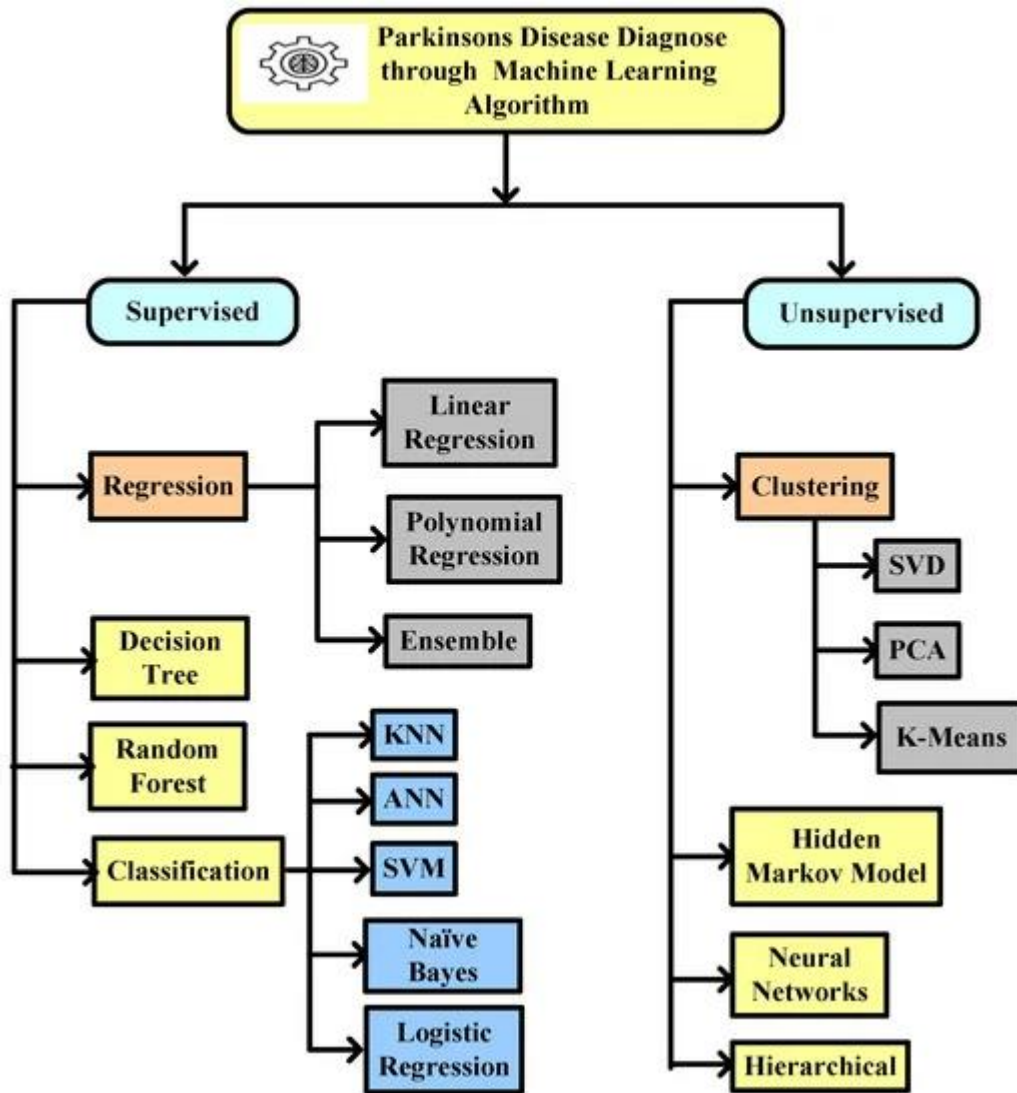 Parkinsons Disease Diagnose
through Machine Learning
Algorithm
Supervised
Unsupervised
Regression
Linear
Regression
Polynomial
Regression
Ensemble
Decision
Tree
Random
Forest
Classification
KNN
ANN
SVM
Naïve
Bayes
Logistic
Regression
Clustering
SVD
PCA
K-Means
Hidden
Markov Model
Neural
Networks
Hierarchical